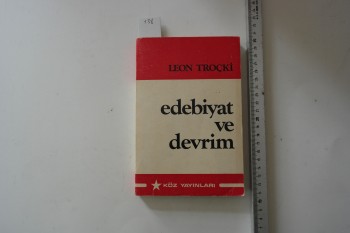 LEON TROÇKİ
edebiyat
ve
devrim
KÖZ YAYINLARI